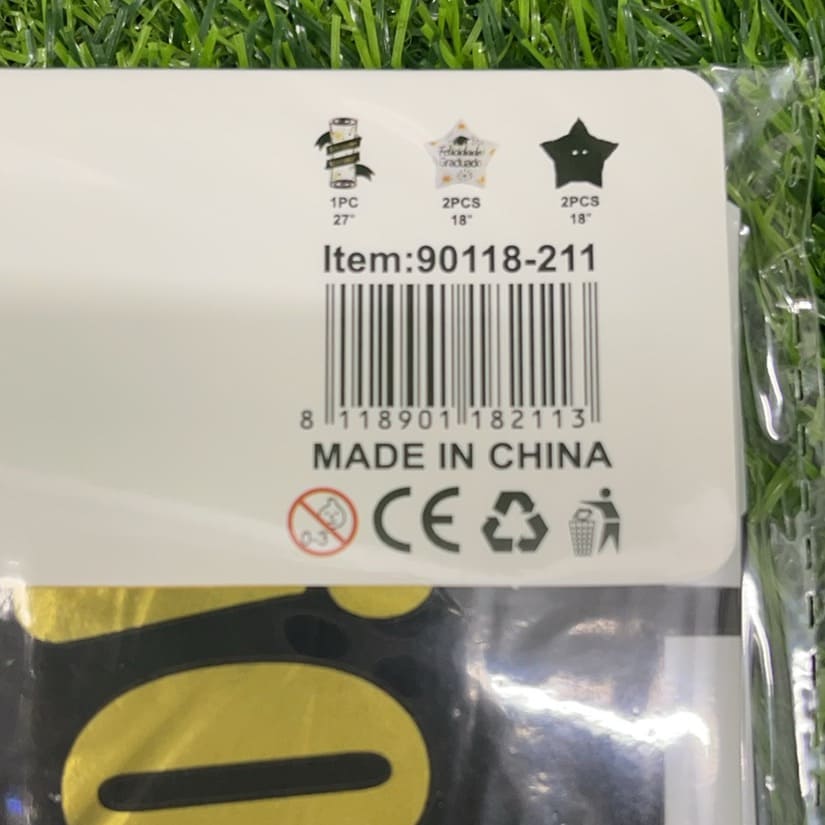 Felicidades
Graduado
1PC
27"
2PCS
18"
2PCS
18"
Item:90118-211
8 118901 182113
MADE IN CHINA
0-3
CE